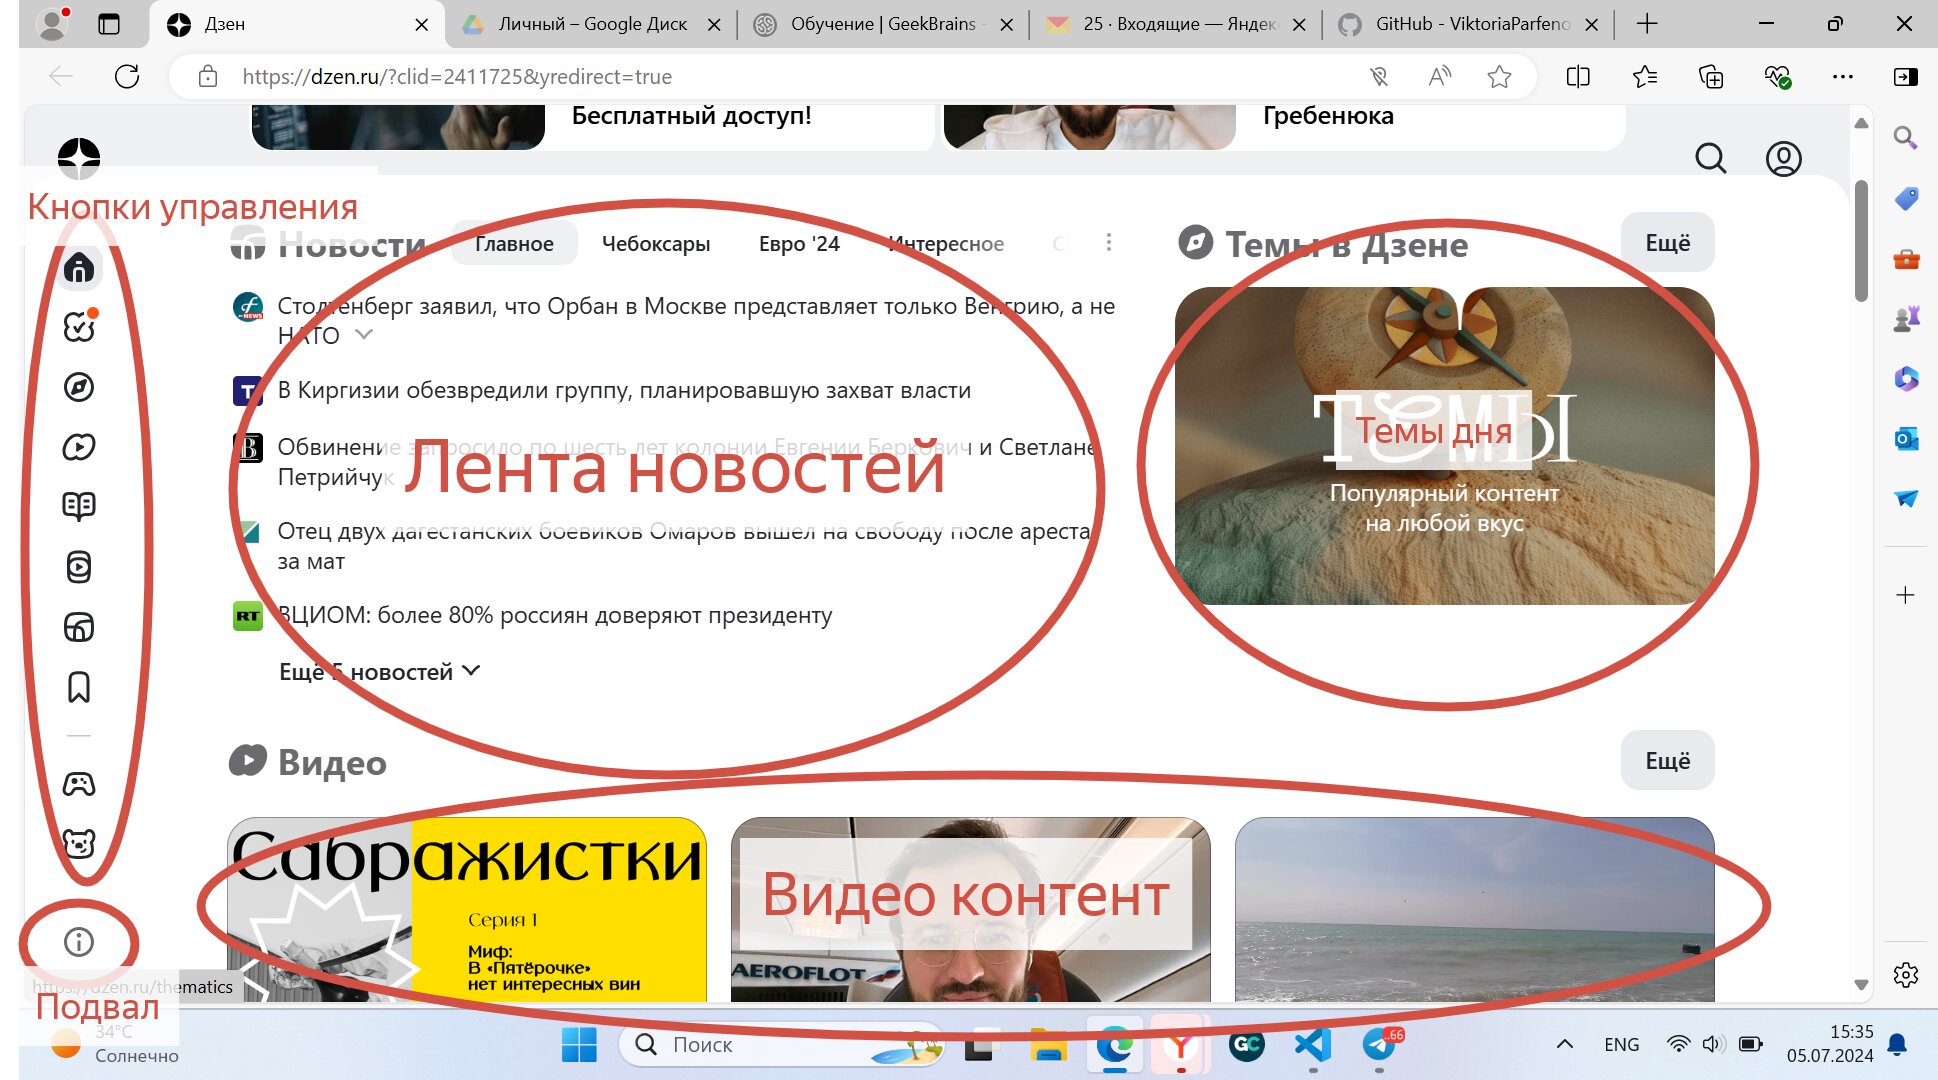 Дзен
Личный – Google Диск
Обучение | GeekBrains -
25 · Входящие — Яндек
GitHub - ViktoriaParfeno
https://dzen.ru/?clid=2411725&yredirect=true
Бесплатный доступ!
Гребенюка
Кнопки управления
Новости
Главное
Чебоксары
Евро '24
Интересное
Темы в Дзене
Ещё
Столтенберг заявил, что Орбан в Москве представляет только Венгрию, а не
НАТО
В Киргизии обезвредили группу, планировавшую захват власти
Обвинение запросило по шесть лет колонии Евгении Беркович и Светлане
Петрийчук
Лента новостей
Отец двух дагестанских боевиков Омаров вышел на свободу после ареста
за мат
ВЦИОМ: более 80% россиян доверяют президенту
Ещё 5 новостей
ТЕМЫ
Темы дня
Популярный контент
на любой вкус
Видео
Ещё
Сабражистки
Серия 1
Миф:
В «Пятёрочке»
нет интересных вин
Видео контент
AEROFLOT
https://dzen.ru/thematics
Подвал
34°C
Солнечно
Поиск
GC
..66
ENG
15:35
05.07.2024